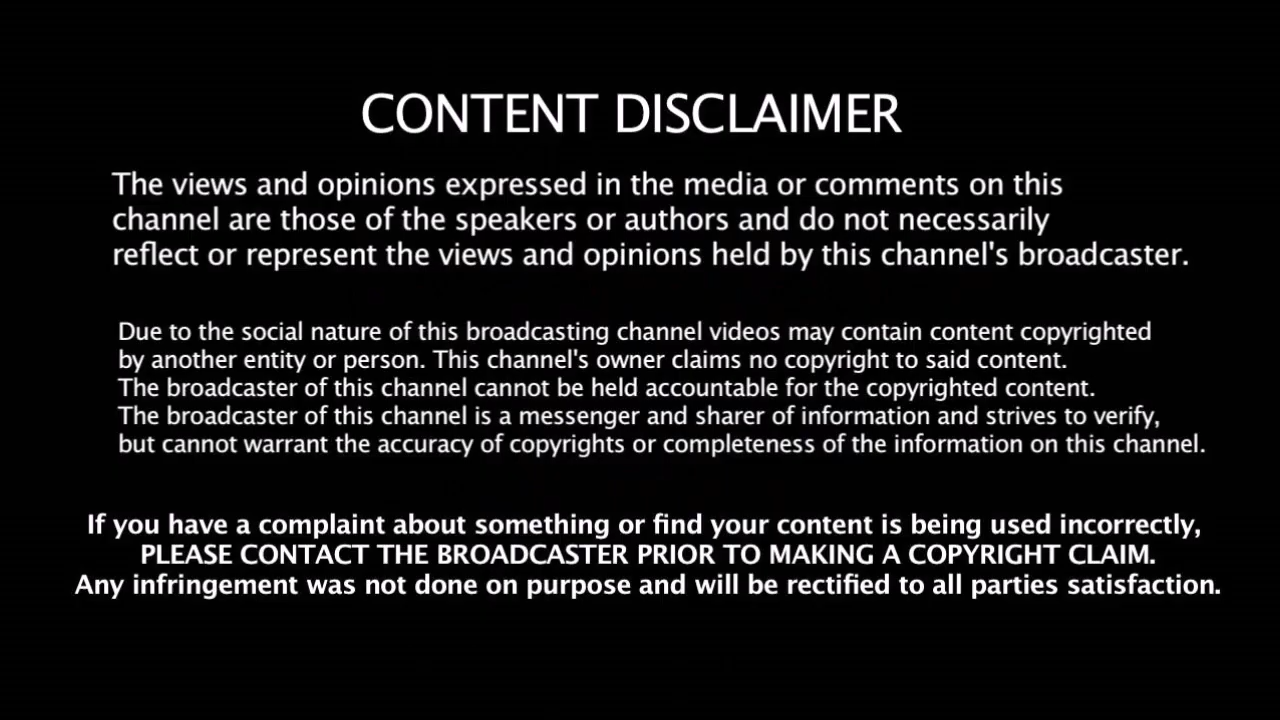 CONTENT DISCLAIMER
The views and opinions expressed in the media or comments on this
channel are those of the speakers or authors and do not necessarily
reflect or represent the views and opinions held by this channel's broadcaster.
Due to the social nature of this broadcasting channel videos may contain content copyrighted
by another entity or person. This channel's owner claims no copyright to said content.
The broadcaster of this channel cannot be held accountable for the copyrighted content.
The broadcaster of this channel is a messenger and sharer of information and strives to verify,
but cannot warrant the accuracy of copyrights or completeness of the information on this channel.
If you have a complaint about something or find your content is being used incorrectly,
PLEASE CONTACT THE BROADCASTER PRIOR TO MAKING A COPYRIGHT CLAIM.
Any infringement was not done on purpose and will be rectified to all parties satisfaction.